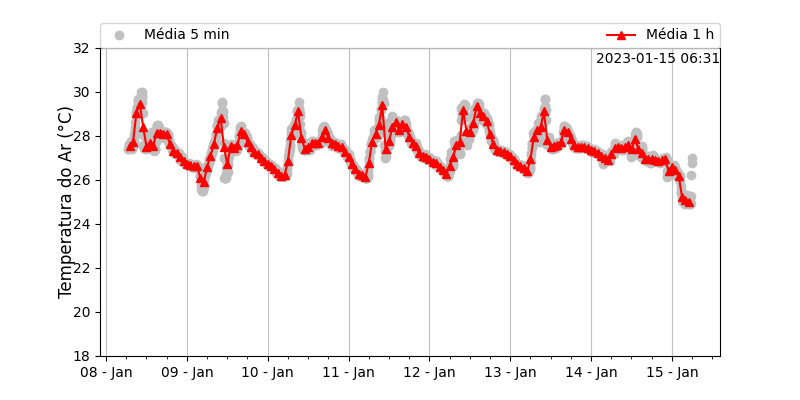 Média 5 min
Média 1 h
2023-01-15 06:31
Temperatura do Ar (°C)
32
30
28
26
24
22
20
18
08 - Jan
09 - Jan
10 - Jan
11 - Jan
12 - Jan
13 - Jan
14 - Jan
15 - Jan